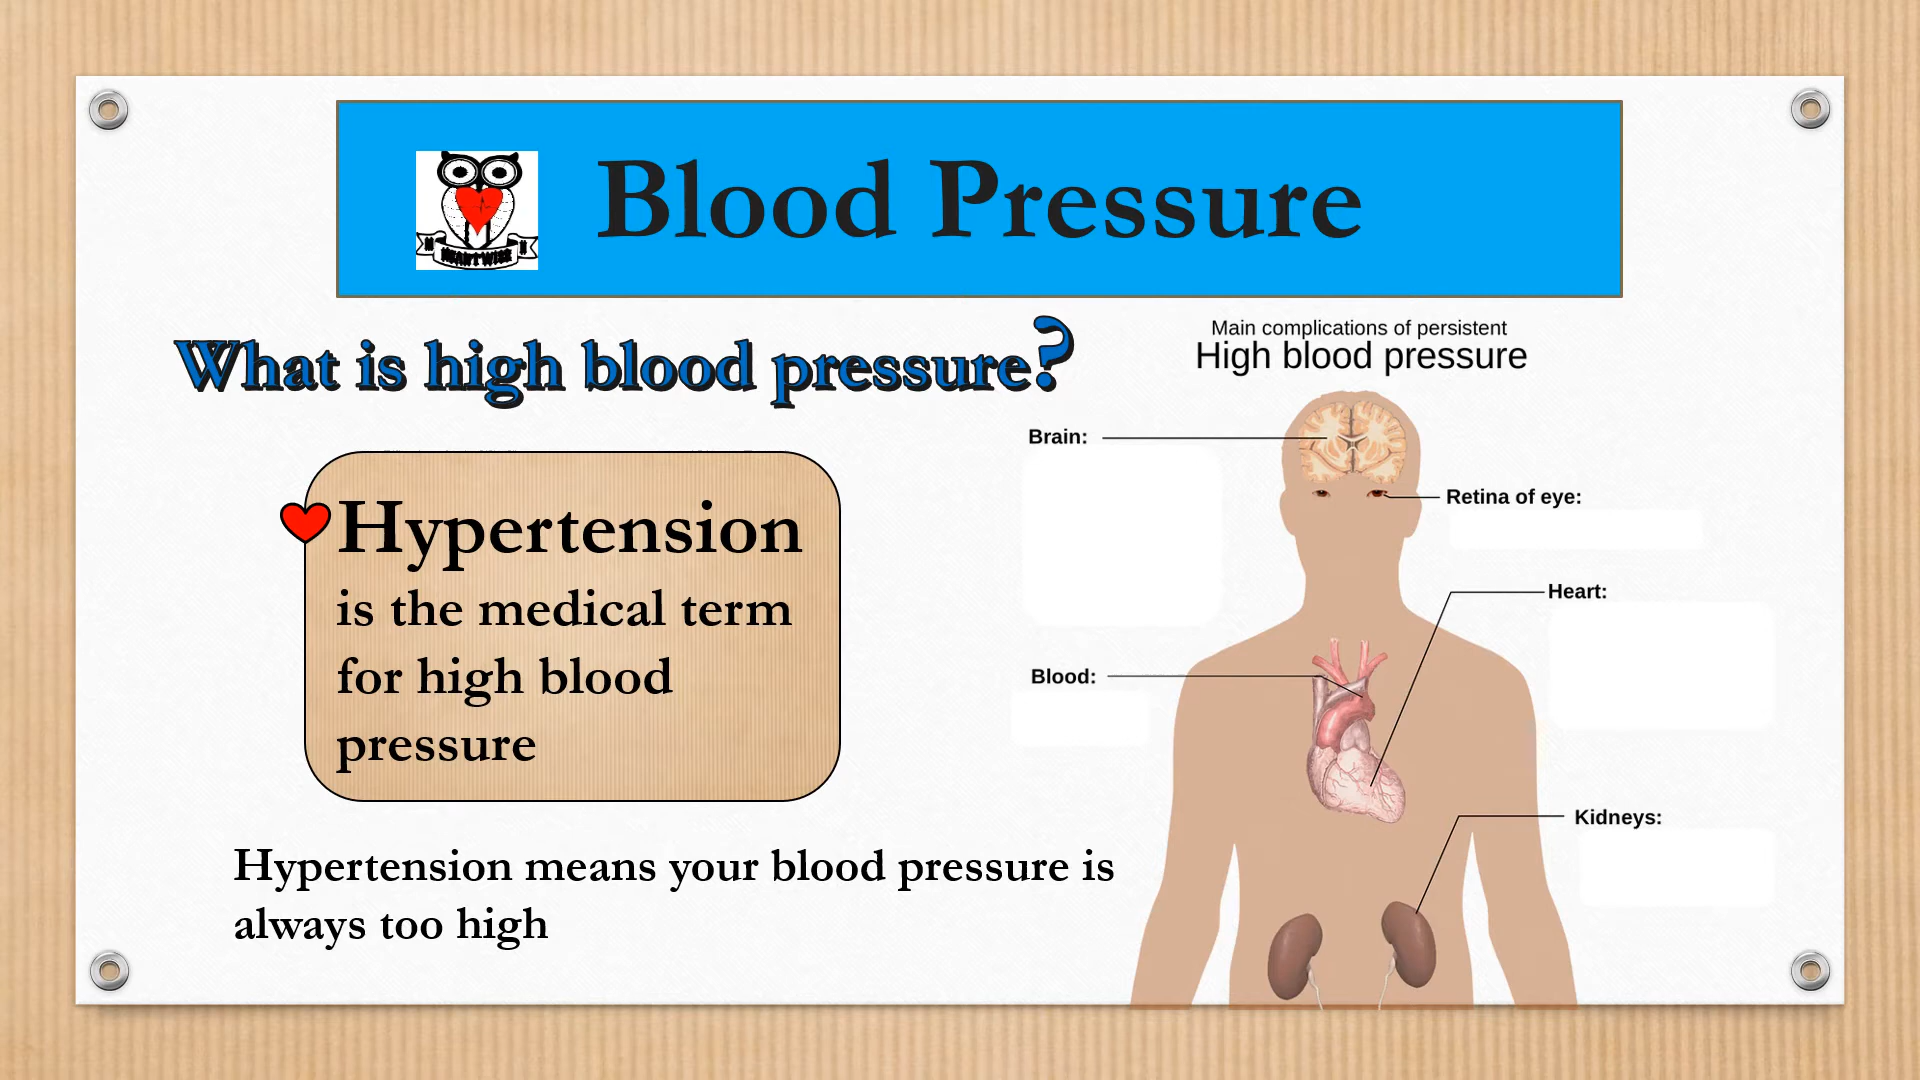 Blood Pressure
HEARTWISE
What is high blood pressure?
Hypertension
is the medical term
for high blood
pressure
Hypertension means your blood pressure is
always too high
Main complications of persistent
High blood pressure
Brain:
Retina of eye:
Heart:
Blood:
Kidneys: